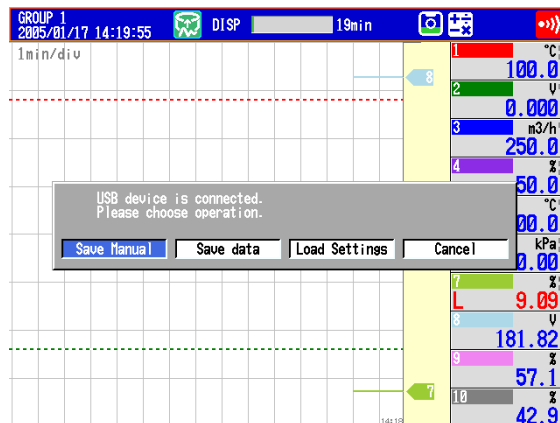 GROUP 1
2005/01/17 14:19:55
DISP
19min
1min/div
8
1 °C
100.0
2 V
0.000
3 m3/h
250.0
4 %
50.0
°C
00.0
kPa
0.00
USB device is connected.
Please choose operation.
Save Manual
Save data
Load Settings
Cancel
7 %
L 9.09
8 V
181.82
9 %
57.1
7
10 %
42.9
14:19